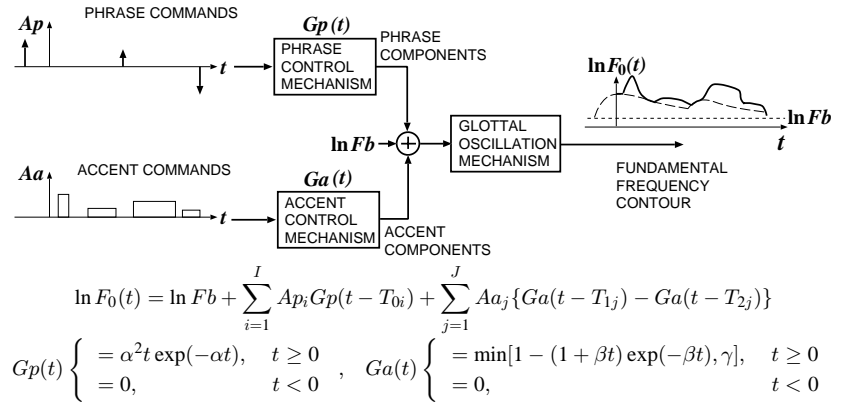 PHRASE COMMANDS
Ap
t
Gp(t)
PHRASE
CONTROL
MECHANISM
PHRASE
COMPONENTS
ln Fb
+
GLOTTAL
OSCILLATION
MECHANISM
ln F₀(t)
ln Fb
t
FUNDAMENTAL
FREQUENCY
CONTOUR
ACCENT COMMANDS
Aa
t
Ga(t)
ACCENT
CONTROL
MECHANISM
ACCENT
COMPONENTS
ln F₀(t) = ln Fb + ∑_{i=1}^{I} Ap_i Gp(t − T_{0i}) + ∑_{j=1}^{J} Aa_j{Ga(t − T_{1j}) − Ga(t − T_{2j})}
Gp(t) { = α²t exp(−αt), t ≥ 0 , Ga(t) { = min[1 − (1 + βt) exp(−βt), γ], t ≥ 0
= 0, t < 0 = 0, t < 0